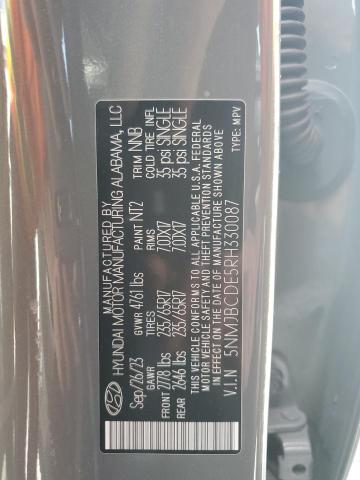 MANUFACTURED BY
HYUNDAI MOTOR MANUFACTURING ALABAMA, LLC
Sep/26/23 GVWR 4761 lbs PAINT NT2 TRIM NNB
GAWR TIRES RIMS COLD TIRE INFL
FRONT 2778 lbs 235/65R17 7.0JX17 35 psi SINGLE
REAR 2646 lbs 235/65R17 7.0JX17 35 psi SINGLE
THIS VEHICLE CONFORMS TO ALL APPLICABLE U.S.A. FEDERAL
MOTOR VEHICLE SAFETY, BUMPER AND THEFT PREVENTION STANDARDS
IN EFFECT ON THE DATE OF MANUFACTURE SHOWN ABOVE.
V.I.N 5NMJBCDE5RH330087 TYPE: MPV